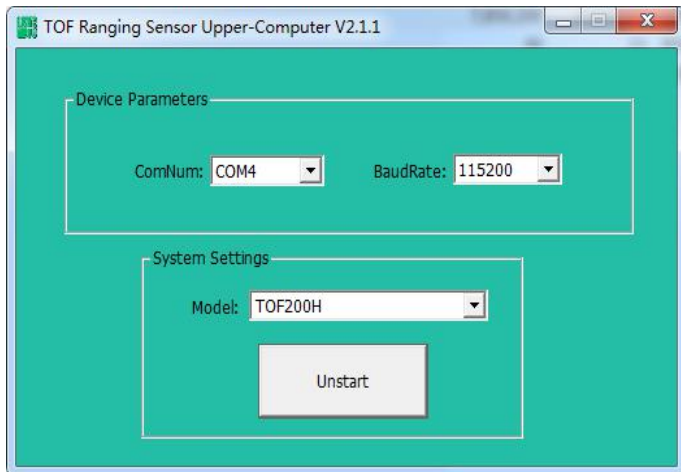 TOF Ranging Sensor Upper-Computer V2.1.1
Device Parameters
ComNum: COM4 BaudRate: 115200
System Settings
Model: TOF200H
Unstart